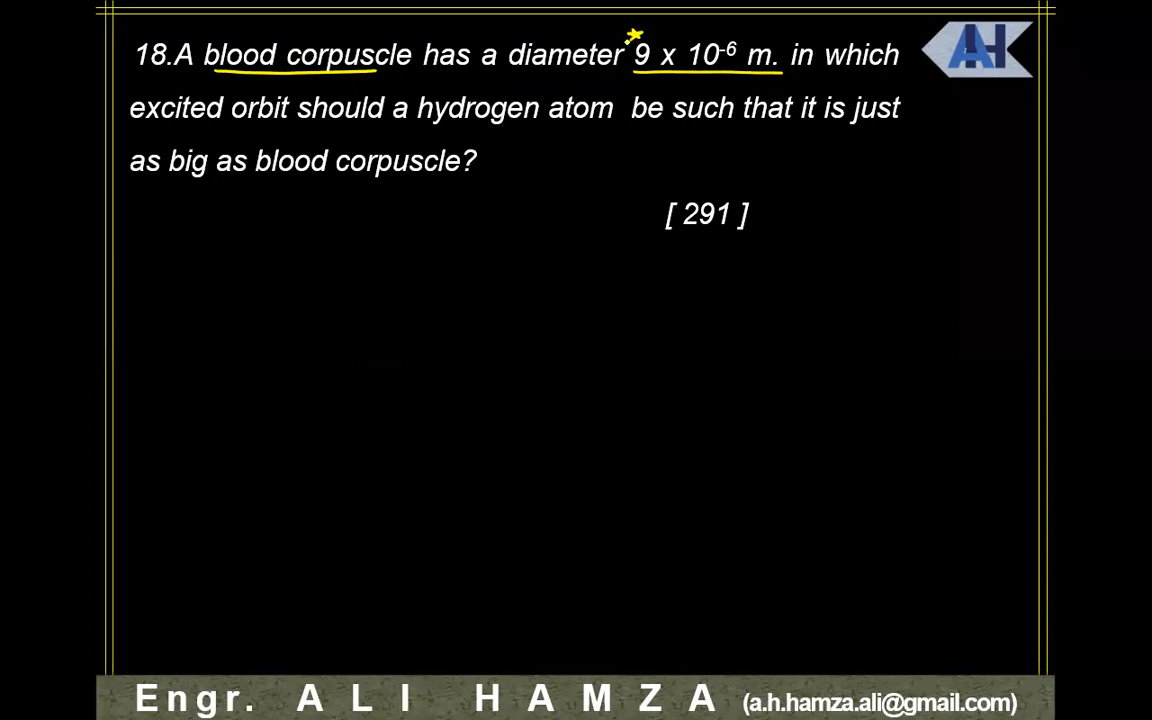 18.A blood corpuscle has a diameter 9 x 10⁻⁶ m. in which
excited orbit should a hydrogen atom be such that it is just
as big as blood corpuscle?
[ 291 ]
AH
Engr. ALI HAMZA (a.h.hamza.ali@gmail.com)